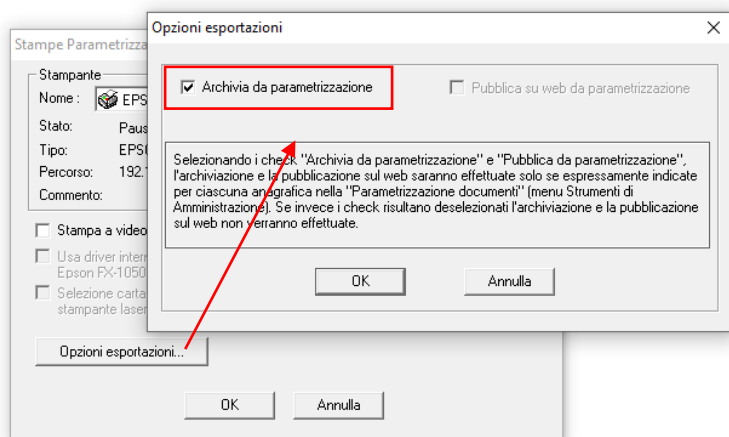 Opzioni esportazioni
Archivia da parametrizzazione
Pubblica su web da parametrizzazione
Selezionando i check "Archivia da parametrizzazione" e "Pubblica da parametrizzazione",
l'archiviazione e la pubblicazione sul web saranno effettuate solo se espressamente indicate
per ciascuna anagrafica nella "Parametrizzazione documenti" (menu Strumenti di
Amministrazione). Se invece i check risultano deselezionati l'archiviazione e la pubblicazione
sul web non verranno effettuate.
OK
Annulla
Stampe Parametrizza
Stampante
Nome :
EPS
Stato:
Paus
Tipo:
EPS
Percorso:
192.
Commento:
Stampa a video
Usa driver inter
Epson FX-1050
Selezione carta
stampante laser
Opzioni esportazioni...
OK
Annulla